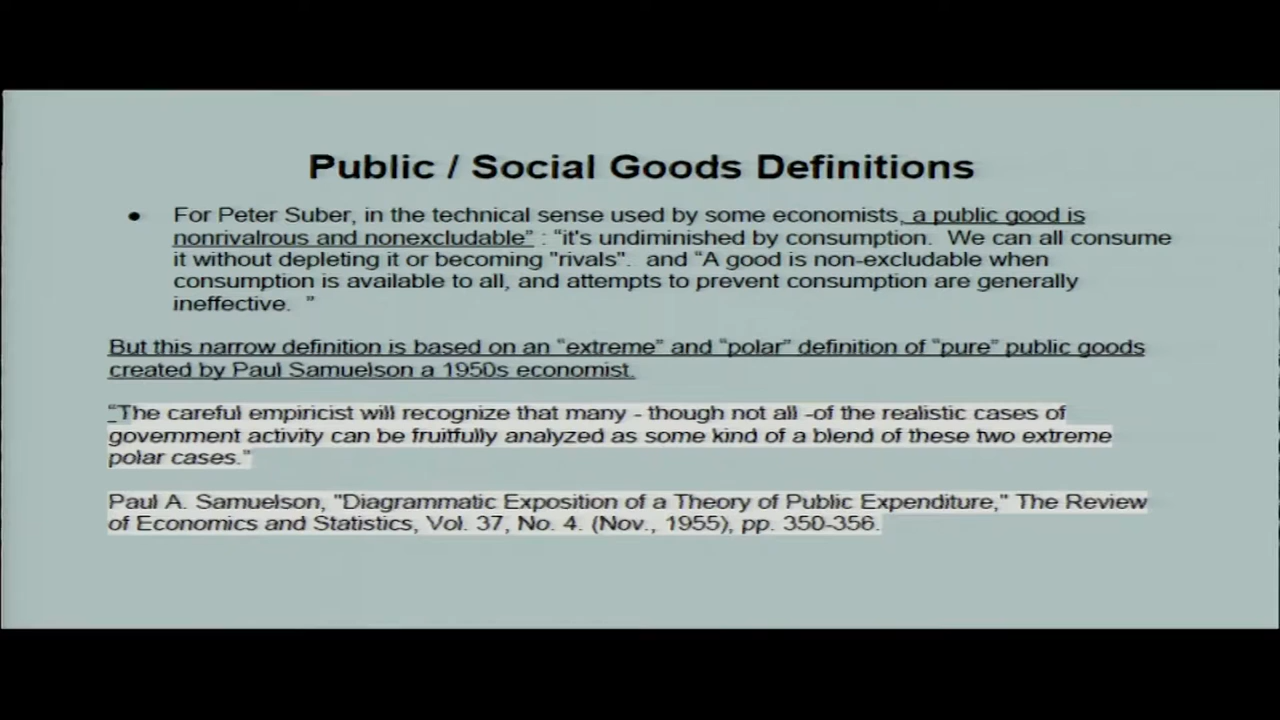 Public / Social Goods Definitions
● For Peter Suber, in the technical sense used by some economists, a public good is
nonrivalrous and nonexcludable” : “it's undiminished by consumption. We can all consume
it without depleting it or becoming "rivals". and “A good is non-excludable when
consumption is available to all, and attempts to prevent consumption are generally
ineffective. ”
But this narrow definition is based on an “extreme” and “polar” definition of “pure” public goods
created by Paul Samuelson a 1950s economist.
“The careful empiricist will recognize that many - though not all -of the realistic cases of
government activity can be fruitfully analyzed as some kind of a blend of these two extreme
polar cases.”
Paul A. Samuelson, "Diagrammatic Exposition of a Theory of Public Expenditure," The Review
of Economics and Statistics, Vol. 37, No. 4. (Nov., 1955), pp. 350-356.